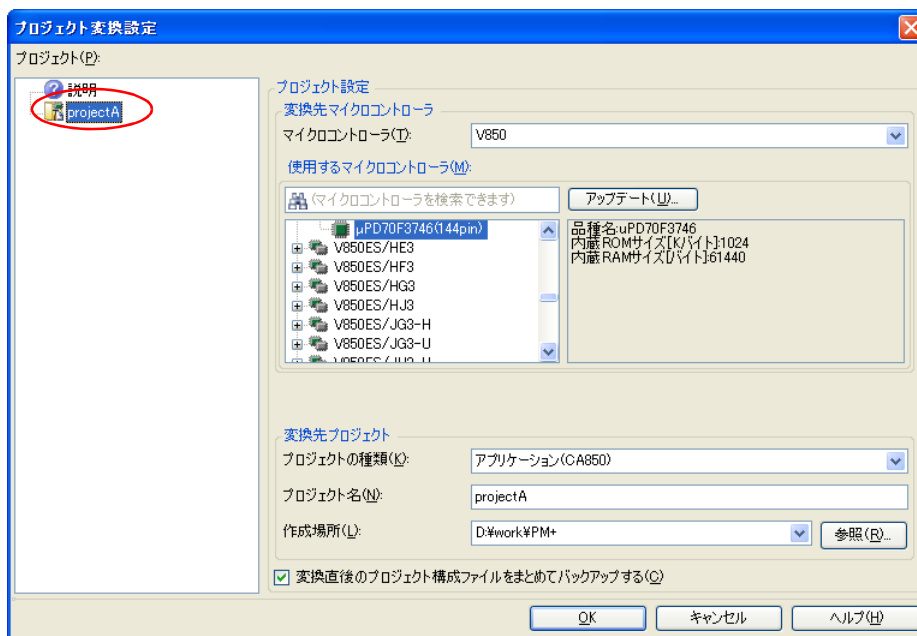 プロジェクト変換設定
プロジェクト(P):
説明
projectA
プロジェクト設定
変換先マイクロコントローラ
マイクロコントローラ(T):
V850
使用するマイクロコントローラ(M):
(マイクロコントローラを検索できます)
アップデート(U)...
µPD70F3746(144pin)
V850ES/HE3
V850ES/HF3
V850ES/HG3
V850ES/HJ3
V850ES/JG3-H
V850ES/JG3-U
品種名:uPD70F3746
内蔵ROMサイズ[Kバイト]:1024
内蔵RAMサイズ[バイト]:61440
変換先プロジェクト
プロジェクトの種類(K):
アプリケーション(CA850)
プロジェクト名(N):
projectA
作成場所(L):
D:¥work¥PM+
参照(R)...
変換直後のプロジェクト構成ファイルをまとめてバックアップする(C)
OK
キャンセル
ヘルプ(H)